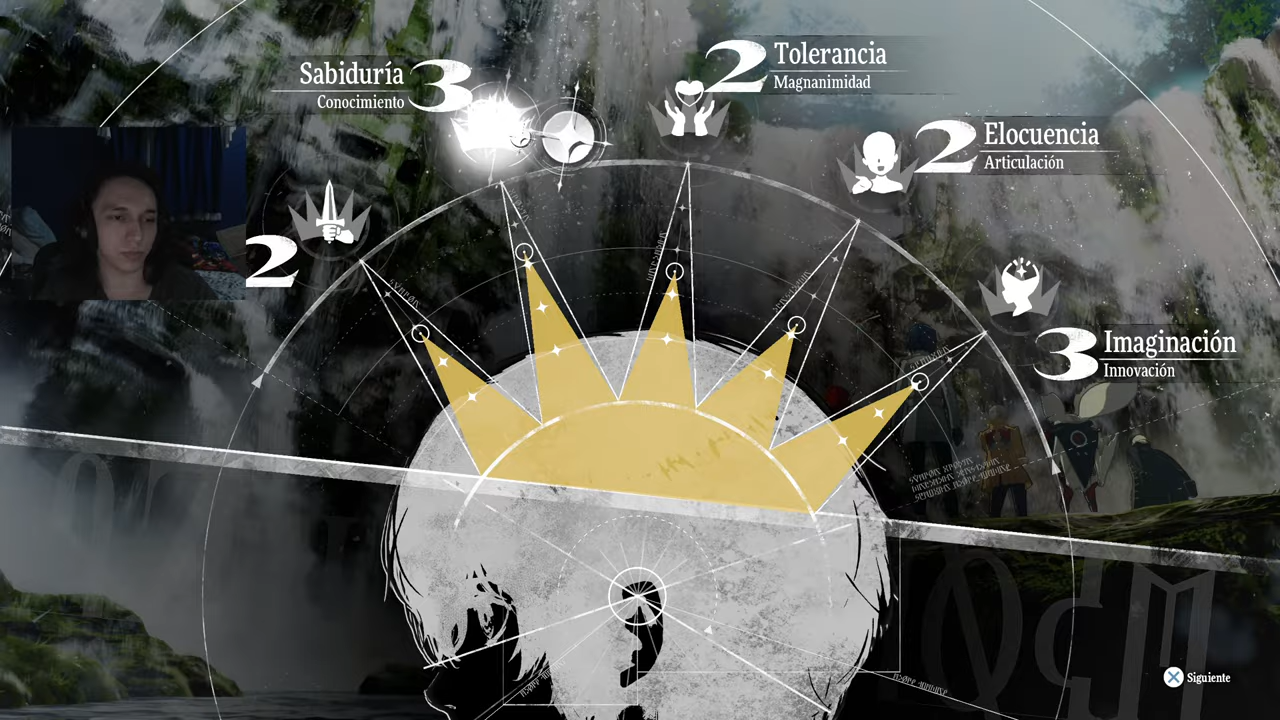 Sabiduría
3
Conocimiento
2
Tolerancia
Magnanimidad
2
Elocuencia
Articulación
2
3
Imaginación
Innovación
Siguiente